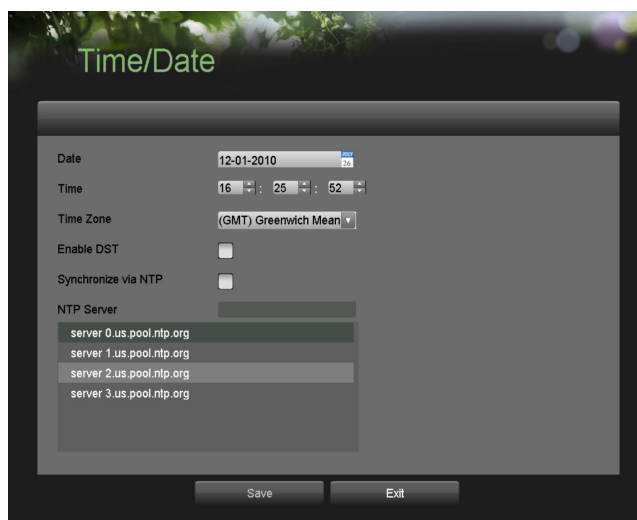 Time/Date
Date 12-01-2010
JULY 26
Time 16 : 25 : 52
Time Zone (GMT) Greenwich Mean
Enable DST
Synchronize via NTP
NTP Server
server 0.us.pool.ntp.org
server 1.us.pool.ntp.org
server 2.us.pool.ntp.org
server 3.us.pool.ntp.org
Save Exit